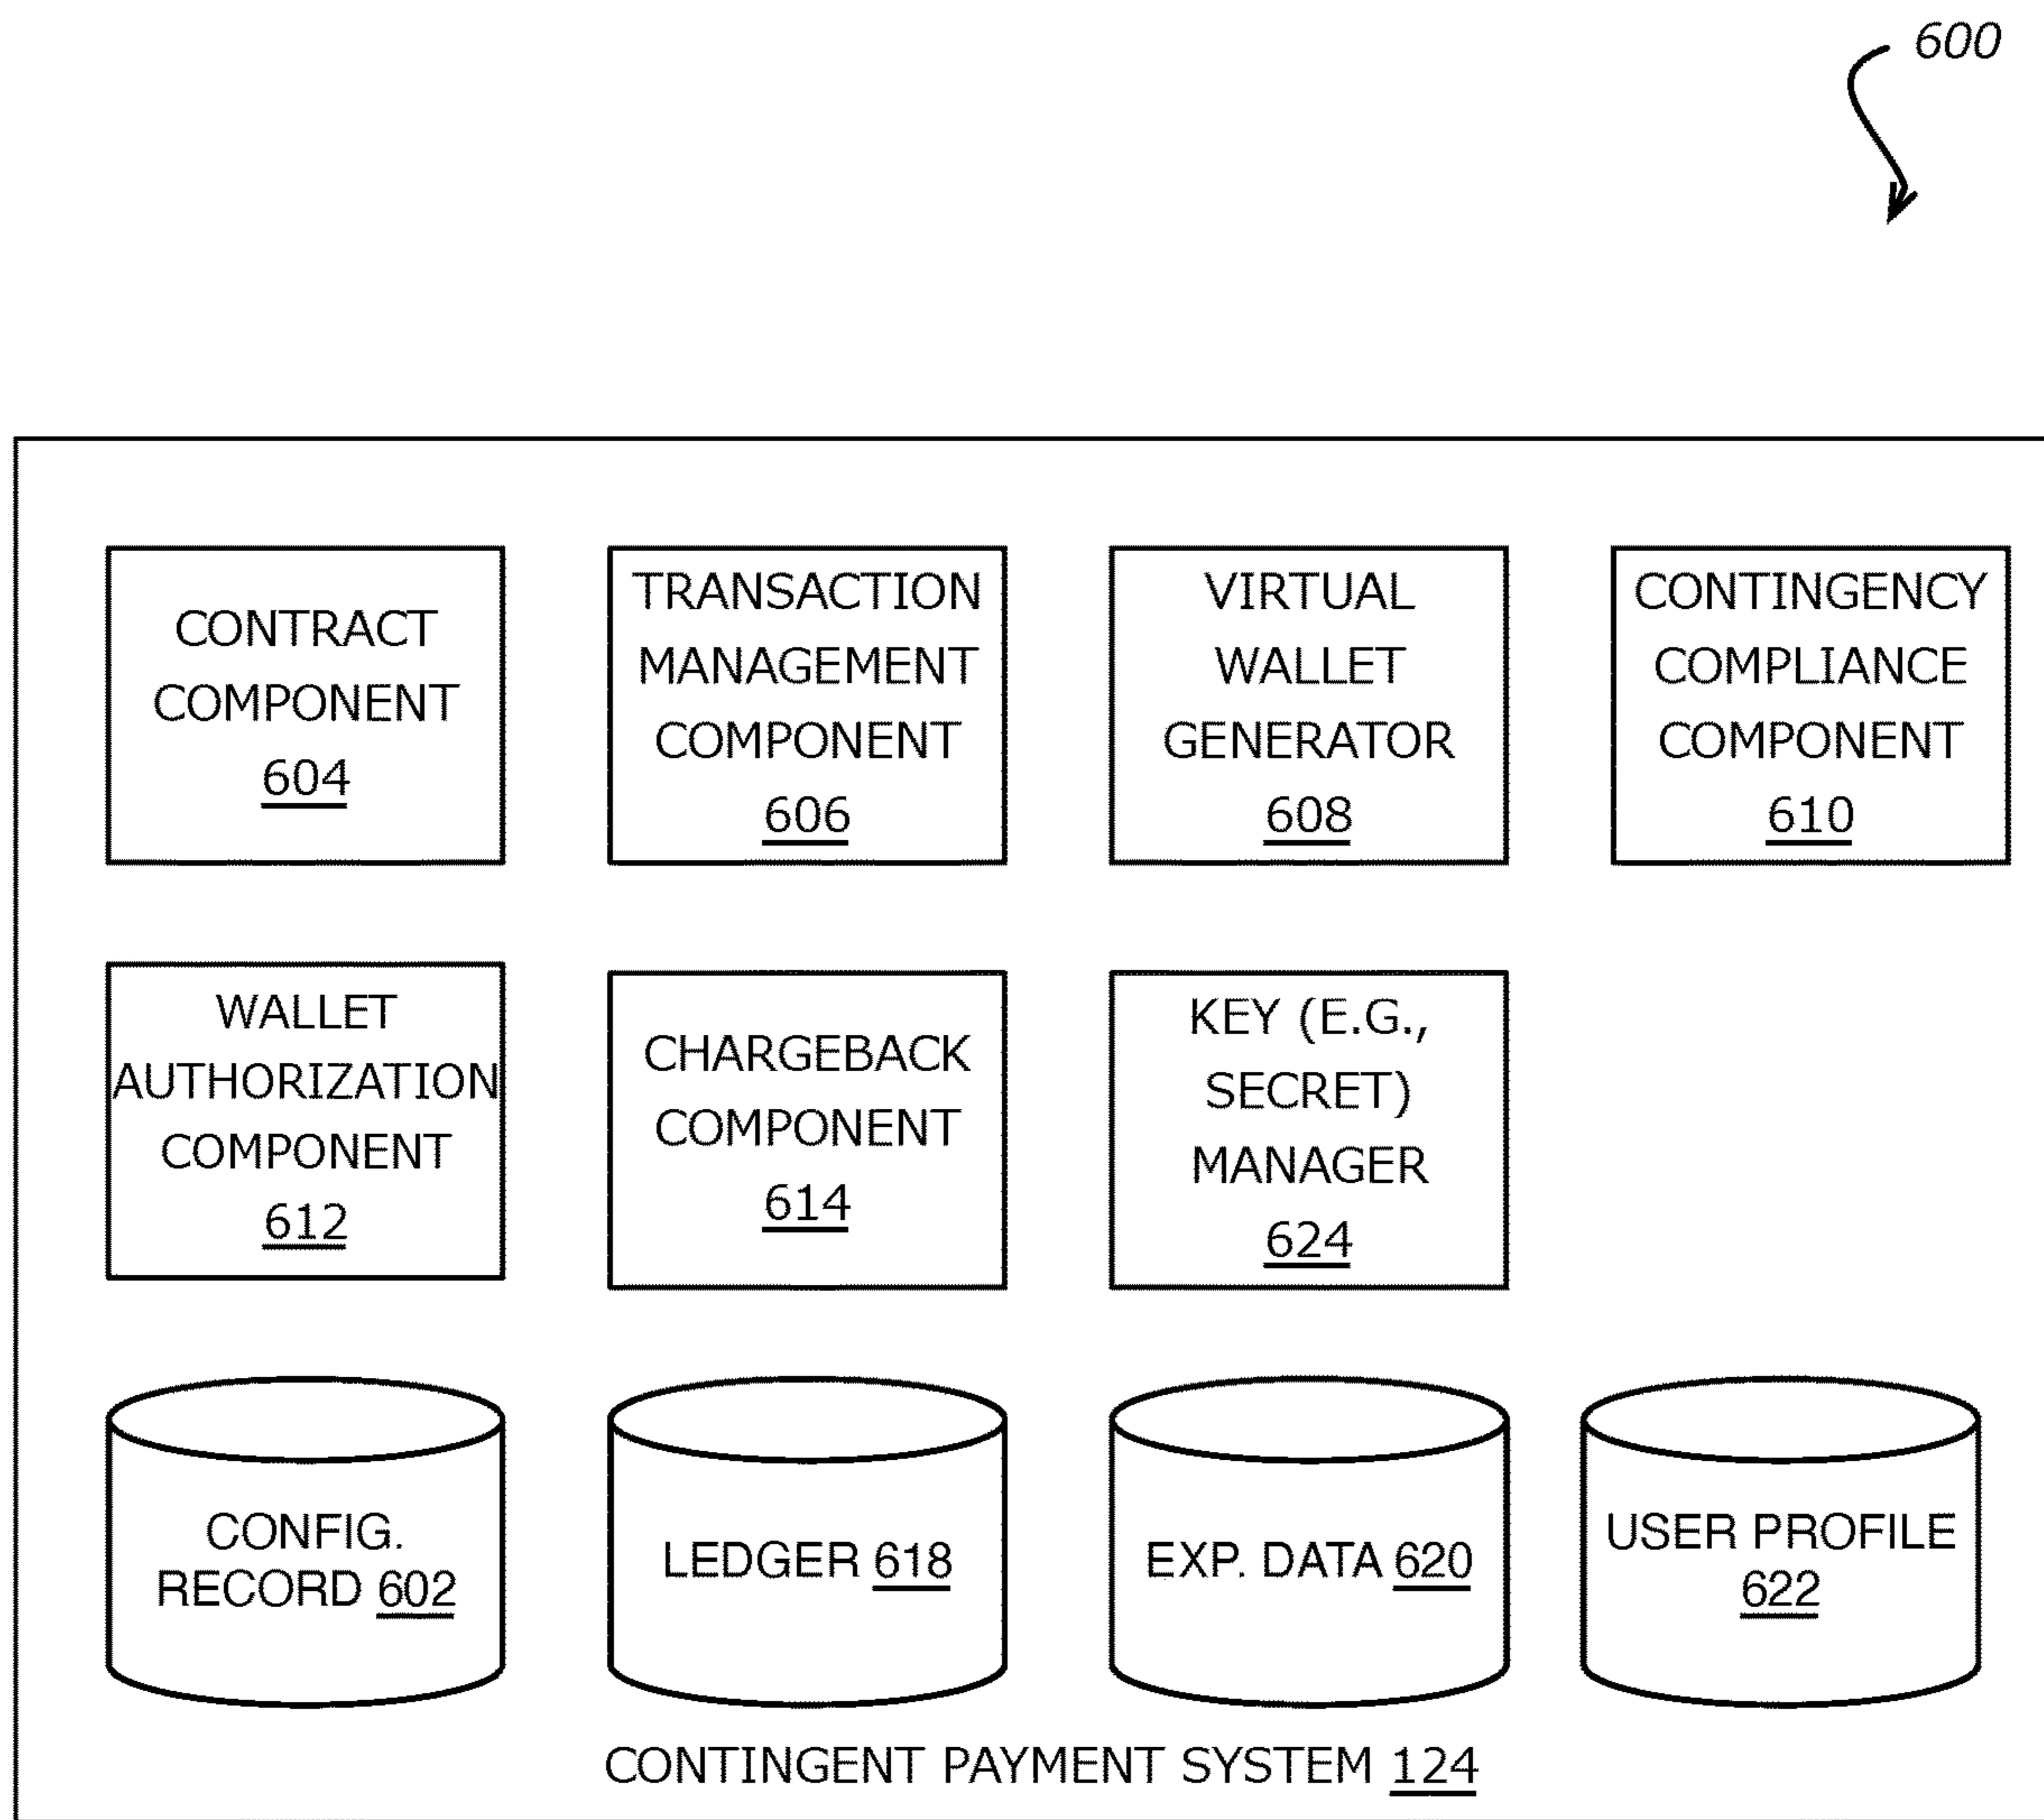 600
CONTRACT
COMPONENT
604
TRANSACTION
MANAGEMENT
COMPONENT
606
VIRTUAL
WALLET
GENERATOR
608
CONTINGENCY
COMPLIANCE
COMPONENT
610
WALLET
AUTHORIZATION
COMPONENT
612
CHARGEBACK
COMPONENT
614
KEY (E.G.,
SECRET)
MANAGER
624
CONFIG.
RECORD 602
LEDGER 618
EXP. DATA 620
USER PROFILE
622
CONTINGENT PAYMENT SYSTEM 124